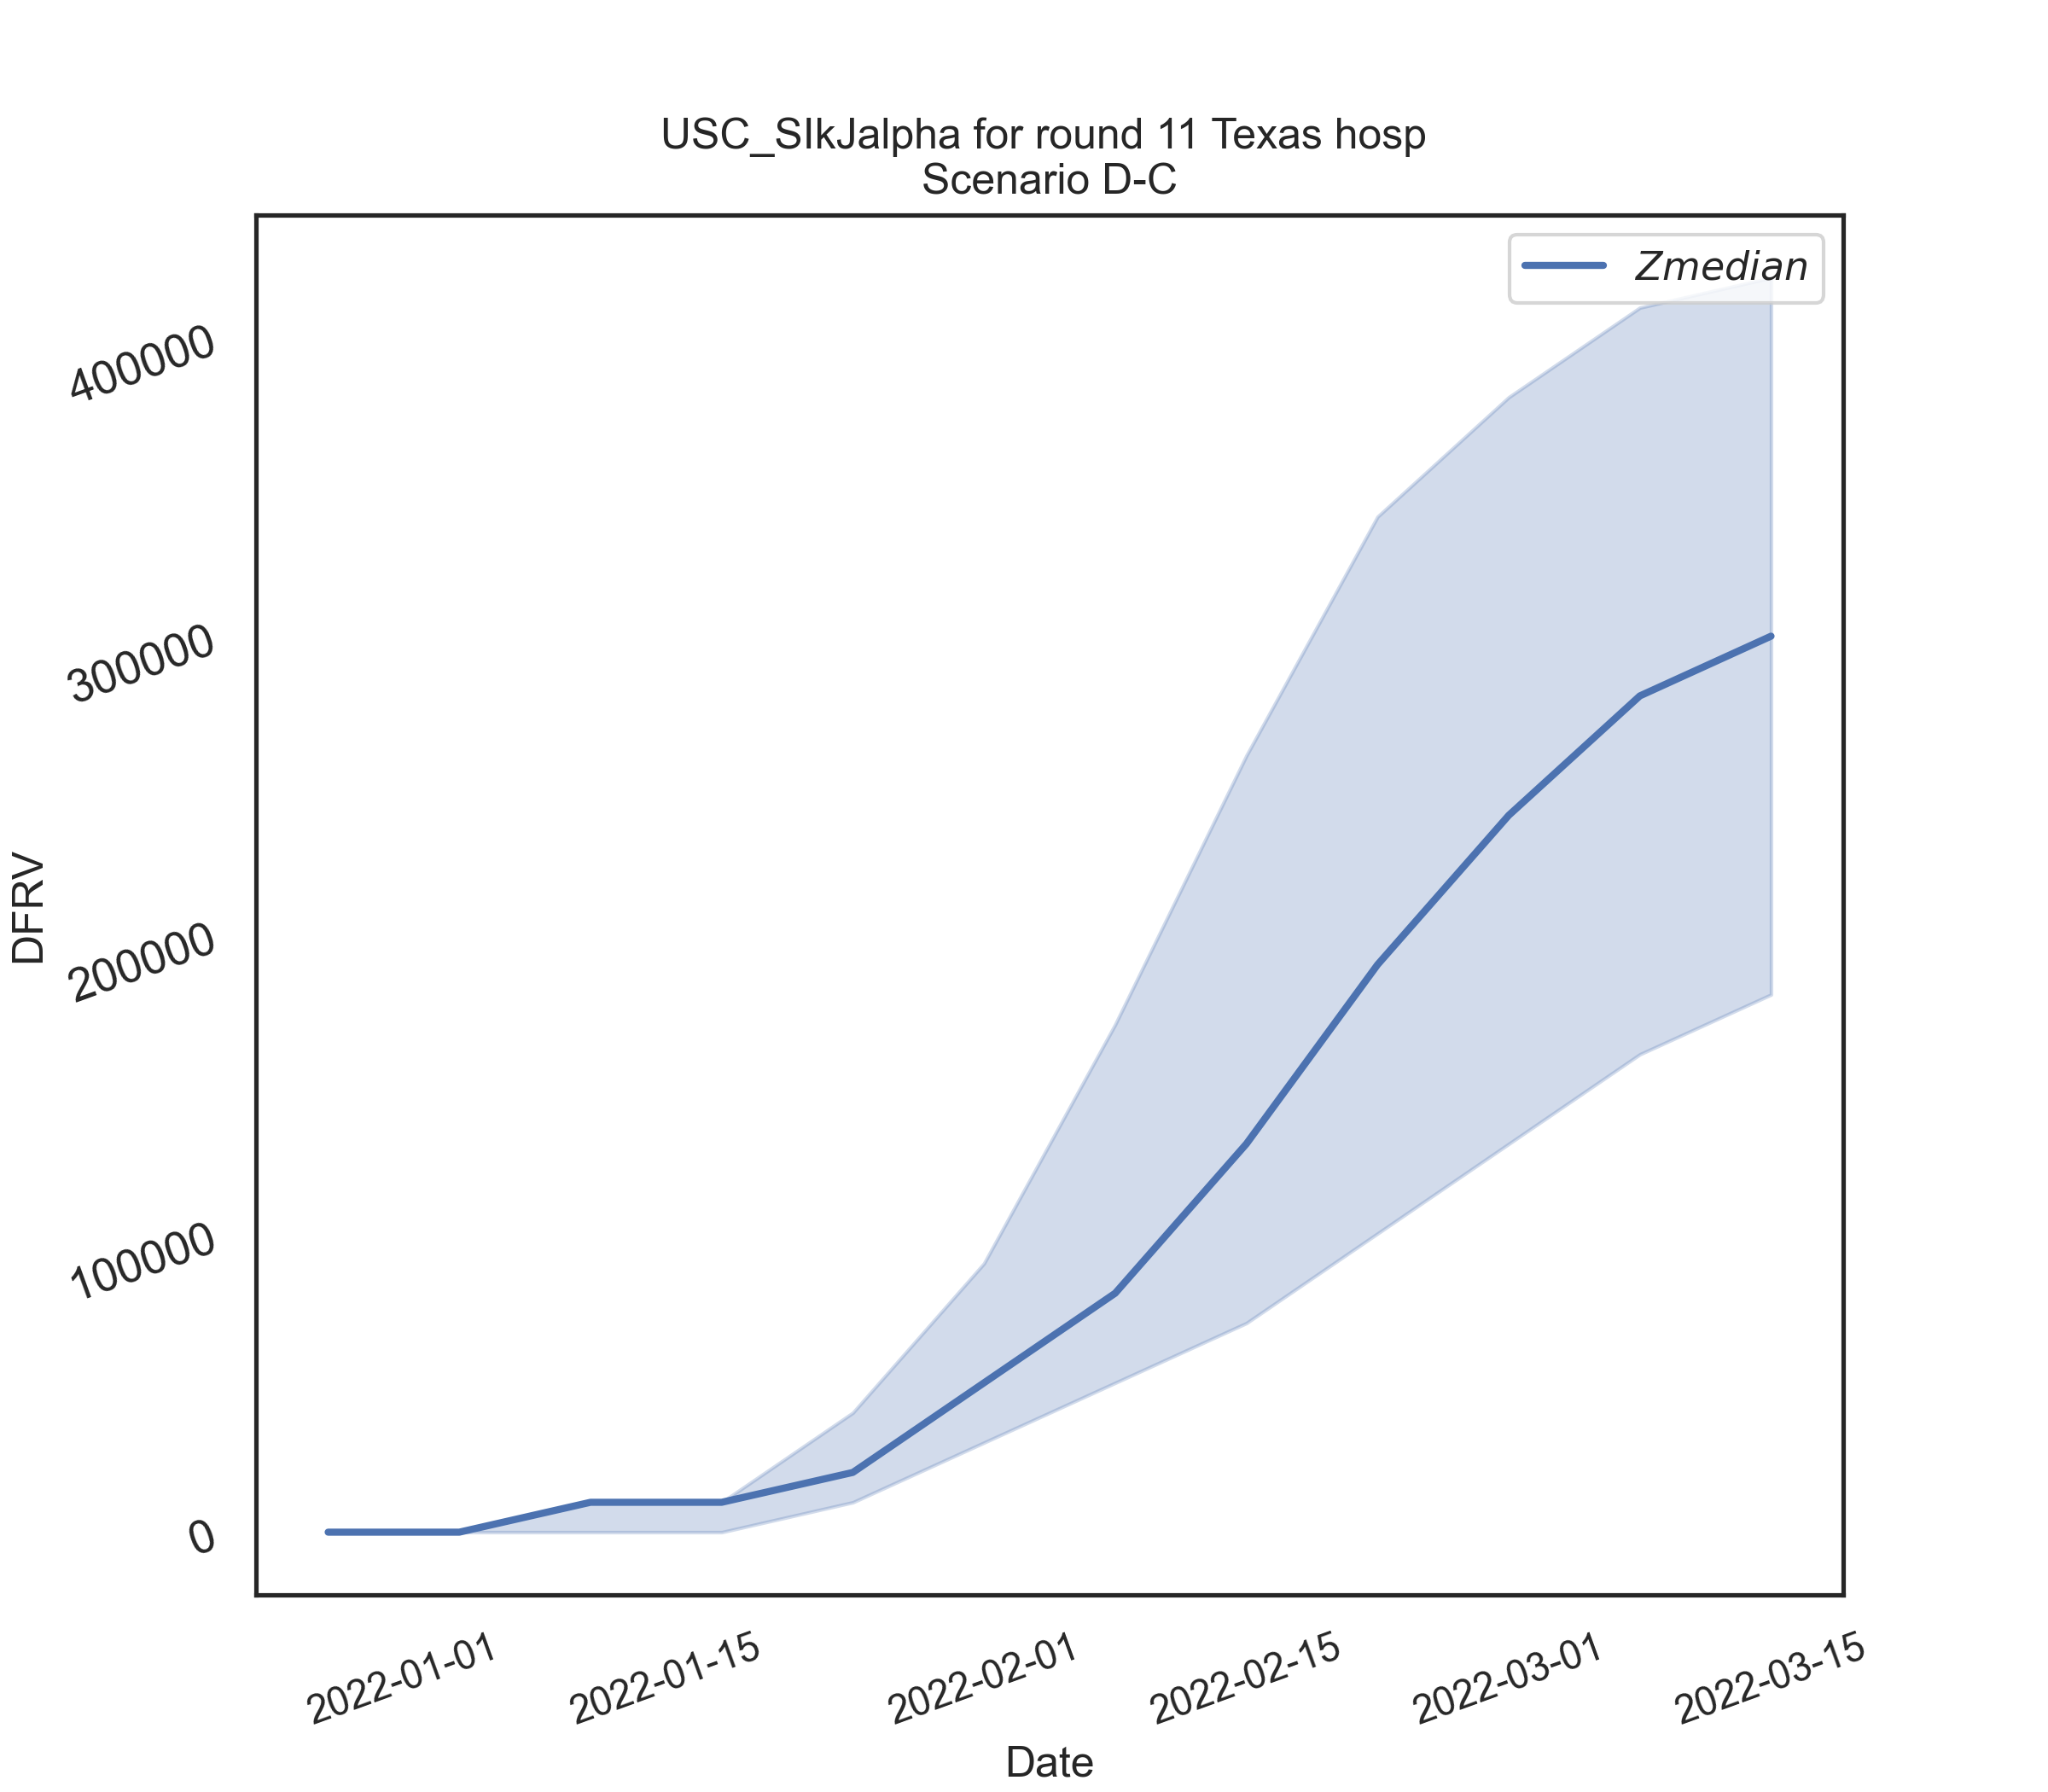 USC_SIkJalpha for round 11 Texas hosp
Scenario D-C
Zmedian
400000
300000
200000
100000
0
DFRV
2022-01-01
2022-01-15
2022-02-01
2022-02-15
2022-03-01
2022-03-15
Date